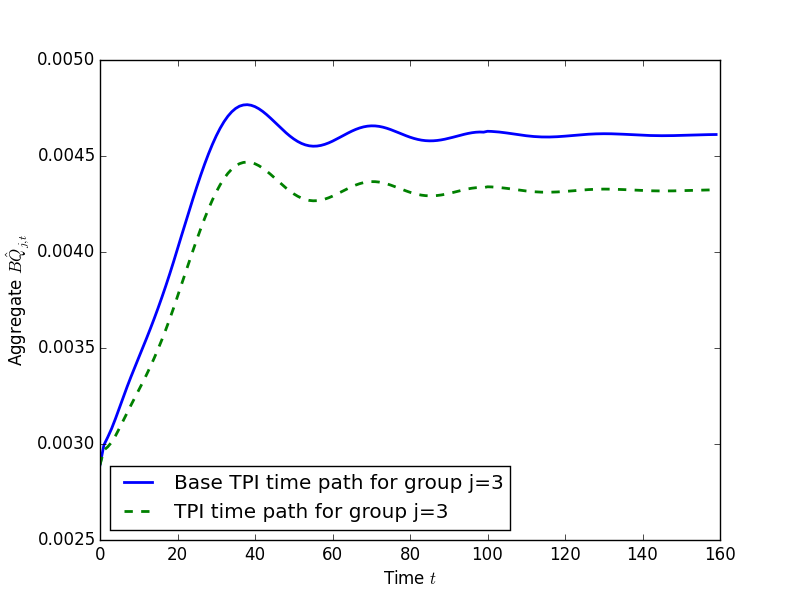 0.0050
0.0045
0.0040
0.0035
0.0030
0.0025
Aggregate $\hat{BQ}_{j,t}$
Base TPI time path for group j=3
TPI time path for group j=3
0 20 40 60 80 100 120 140 160
Time t